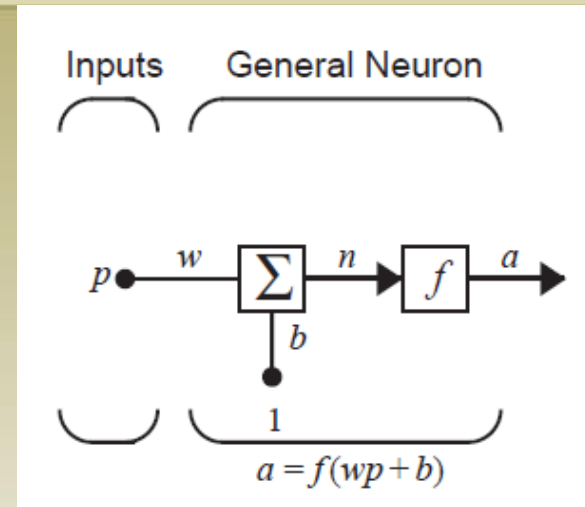 Inputs General Neuron
p w Σ n f a
b
1
a = f(wp + b)